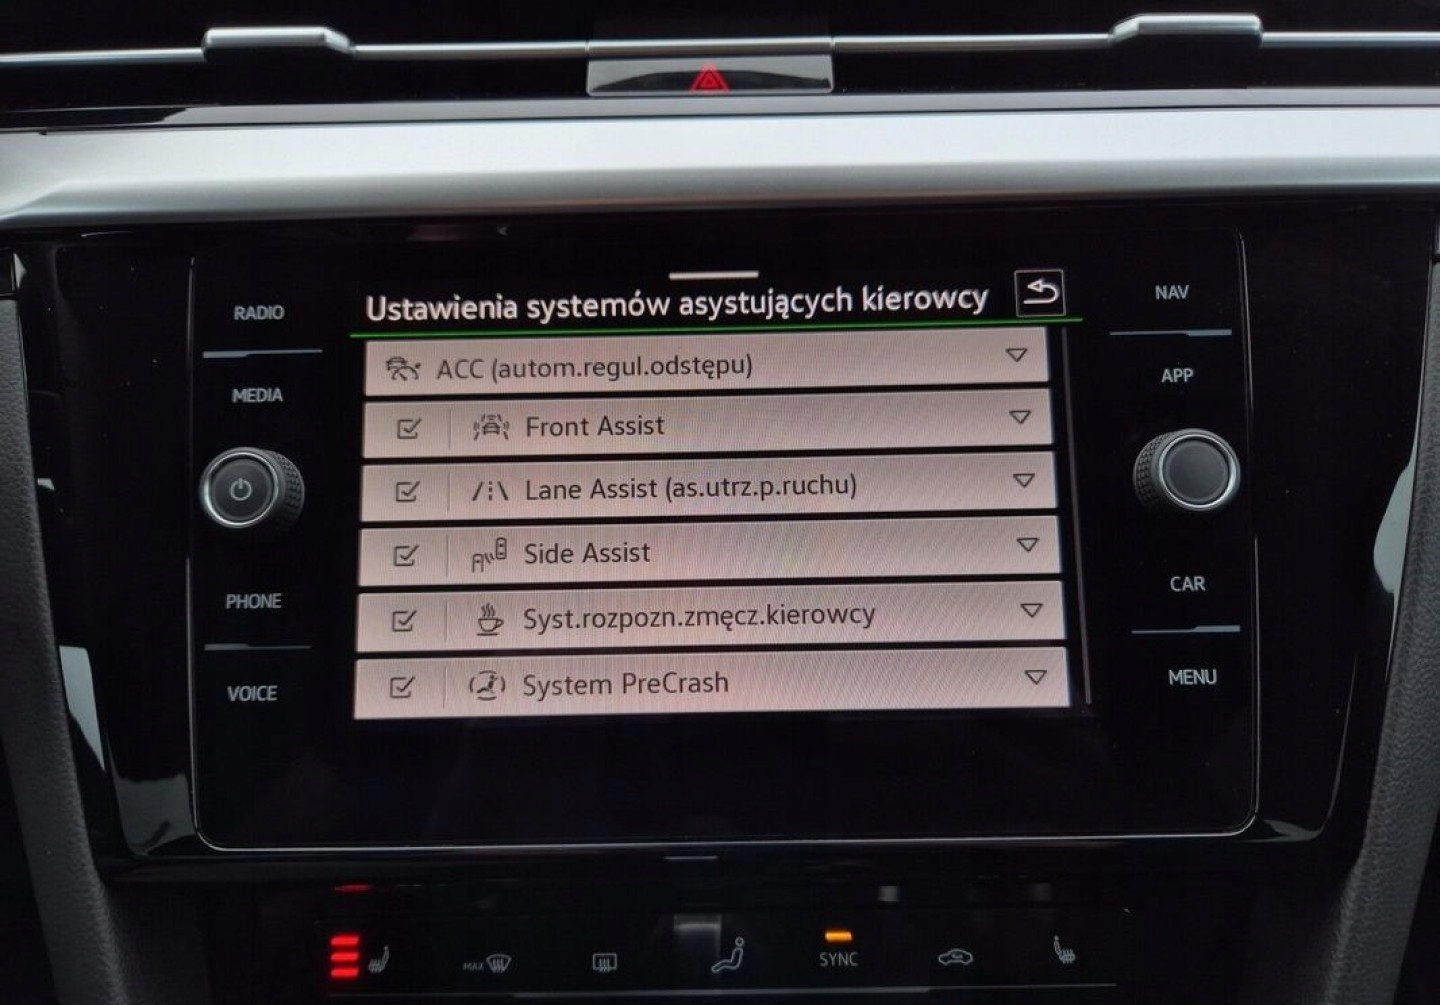 Ustawienia systemów asystujących kierowcy
ACC (autom.regul.odstępu)
Front Assist
Lane Assist (as.utrz.p.ruchu)
Side Assist
Syst.rozpozn.zmęcz.kierowcy
System PreCrash
RADIO
MEDIA
PHONE
VOICE
NAV
APP
CAR
MENU
MAX
SYNC